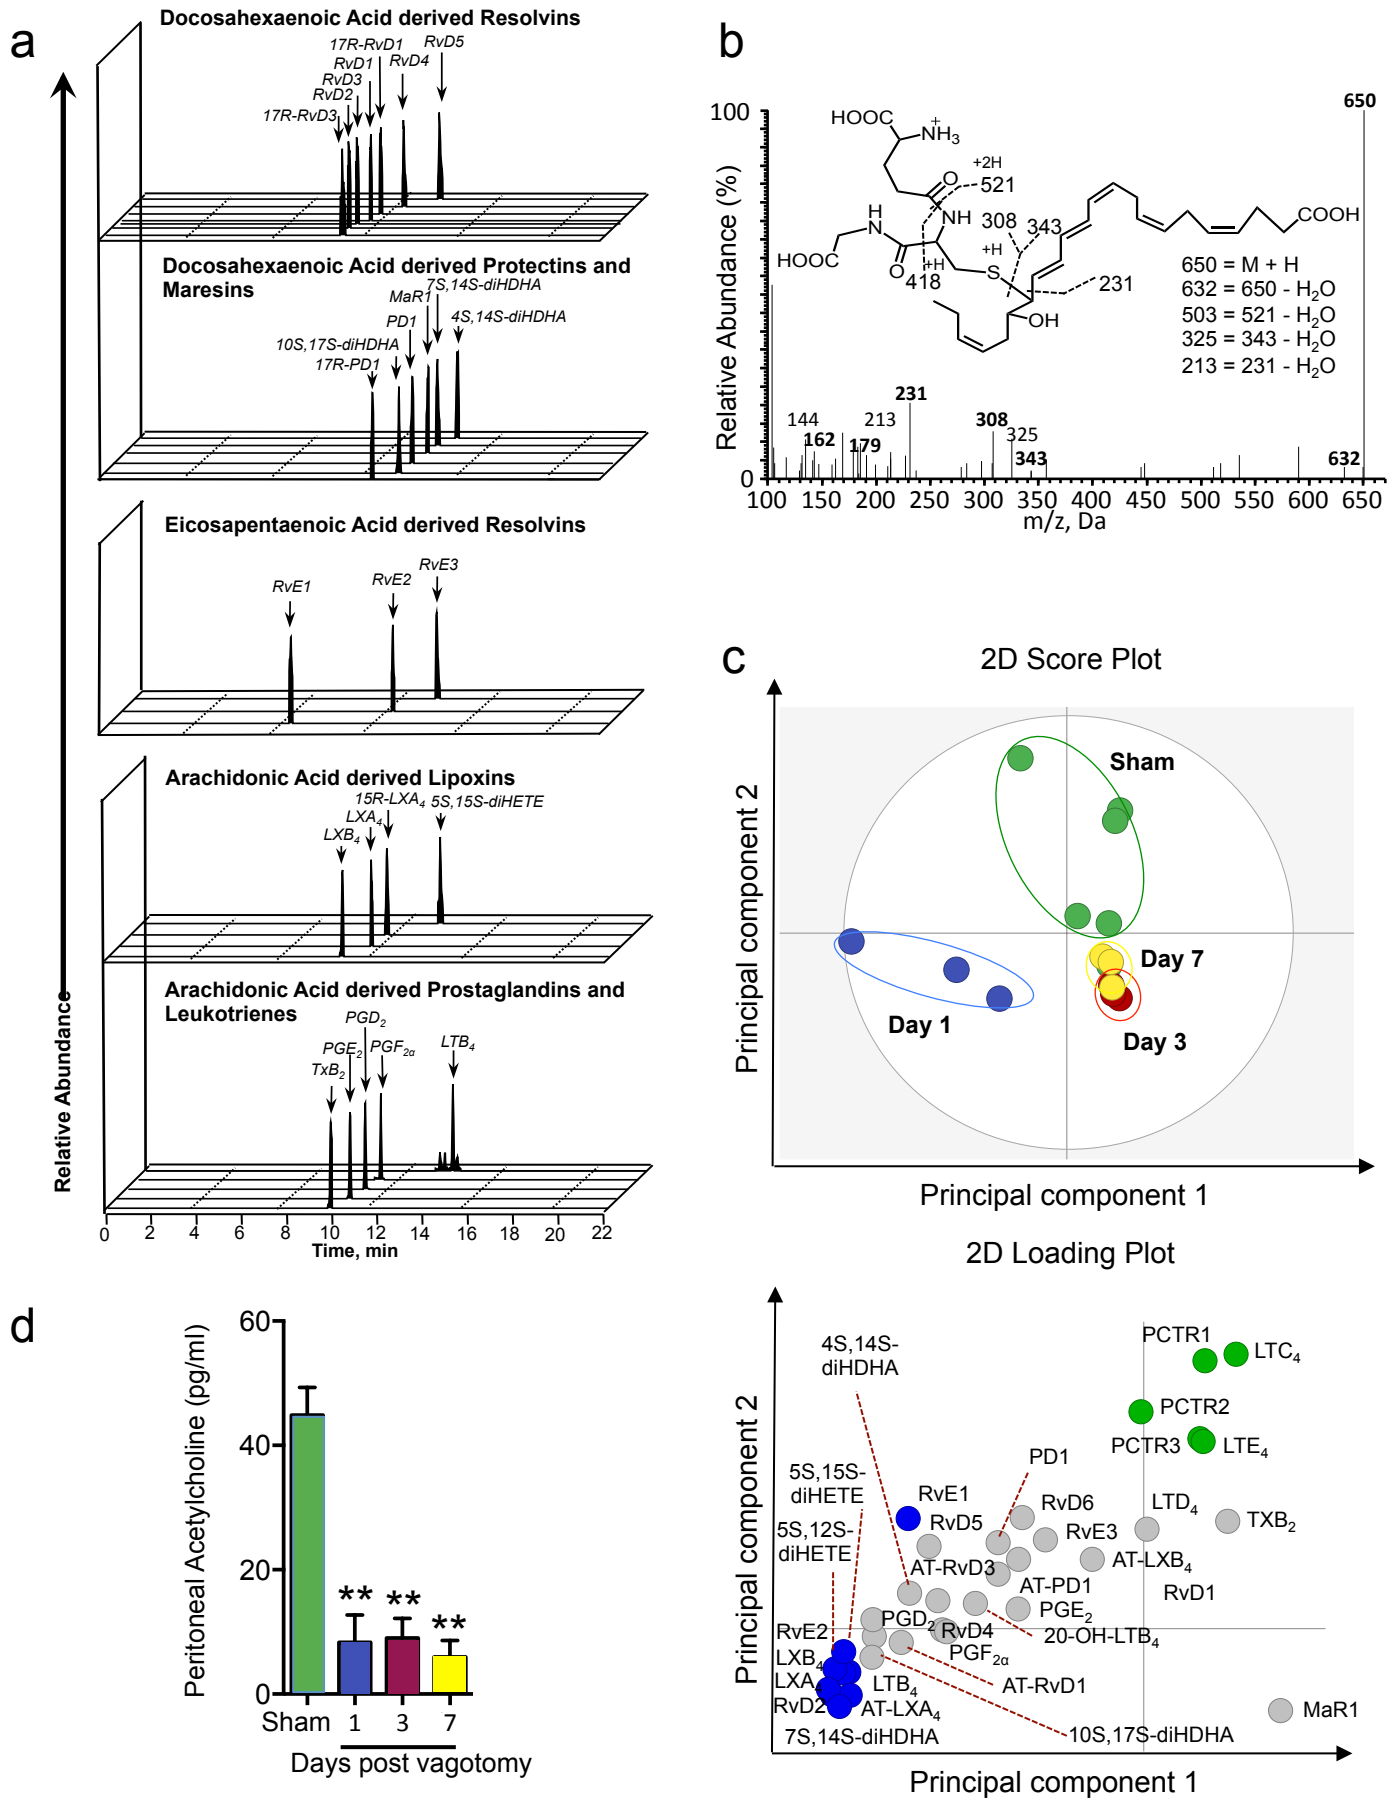 a
Docosahexaenoic Acid derived Resolvins
17R-RvD1
RvD5
RvD1
RvD4
RvD3
RvD2
17R-RvD3
Docosahexaenoic Acid derived Protectins and
Maresins
7S,14S-diHDHA
MaR1
4S,14S-diHDHA
PD1
10S,17S-diHDHA
17R-PD1
Eicosapentaenoic Acid derived Resolvins
RvE3
RvE2
RvE1
Arachidonic Acid derived Lipoxins
15R-LXA4
5S,15S-diHETE
LXA4
LXB4
Arachidonic Acid derived Prostaglandins and
Leukotrienes
PGD2
PGE2
PGF2α
LTB4
TxB2
Relative Abundance
0 2 4 6 8 10 12 14 16 18 20 22
Time, min
b
650
100
Relative Abundance (%)
0
HOOC
+
NH3
+2H
O
521
H
N
NH
308
343
COOH
HOOC
O
+H
418
+H
S
231
OH
650 = M + H
632 = 650 - H2O
503 = 521 - H2O
325 = 343 - H2O
213 = 231 - H2O
231
144
213
308
325
162
179
343
632
100 150 200 250 300 350 400 450 500 550 600 650
m/z, Da
c
2D Score Plot
Principal component 2
Sham
Day 7
Day 1
Day 3
Principal component 1
2D Loading Plot
Principal component 2
PCTR1
LTC4
4S,14S-
diHDHA
PCTR2
PCTR3
LTE4
PD1
5S,15S-
diHETE
RvE1
RvD6
LTD4
TXB2
RvD5
RvE3
5S,12S-
diHETE
AT-RvD3
AT-LXB4
AT-PD1
RvD1
PGE2
PGD2
RvD4
20-OH-LTB4
RvE2
PGF2α
LXB4
LXA4
LTB4
AT-RvD1
RvD2
AT-LXA4
MaR1
7S,14S-diHDHA
10S,17S-diHDHA
Principal component 1
d
Peritoneal Acetylcholine (pg/ml)
60
40
20
0
**
**
**
Sham 1 3 7
Days post vagotomy